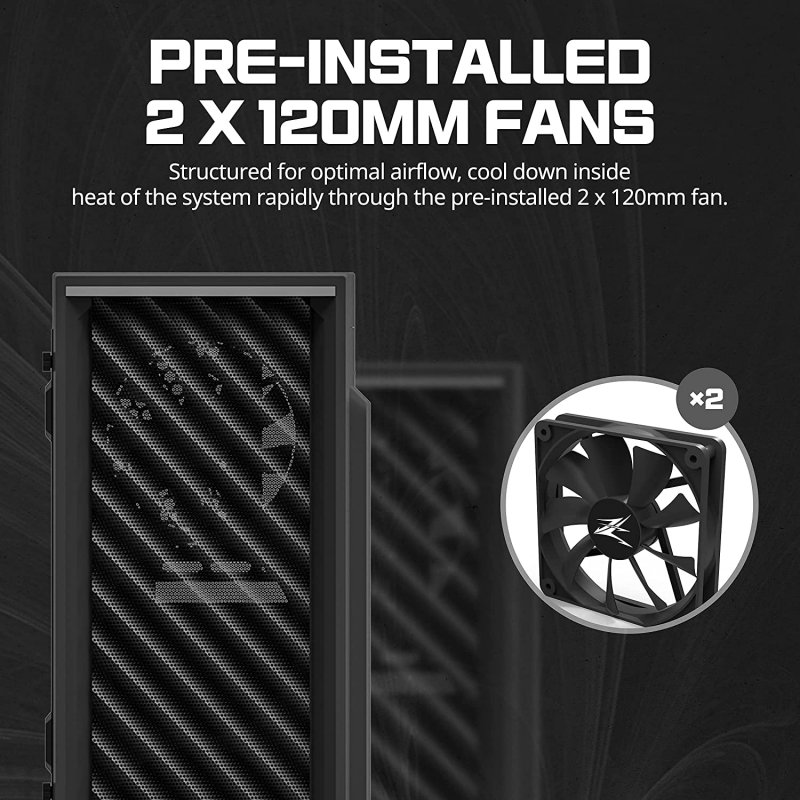 PRE-INSTALLED
2 X 120MM FANS
Structured for optimal airflow, cool down inside
heat of the system rapidly through the pre-installed 2 x 120mm fan.
×2